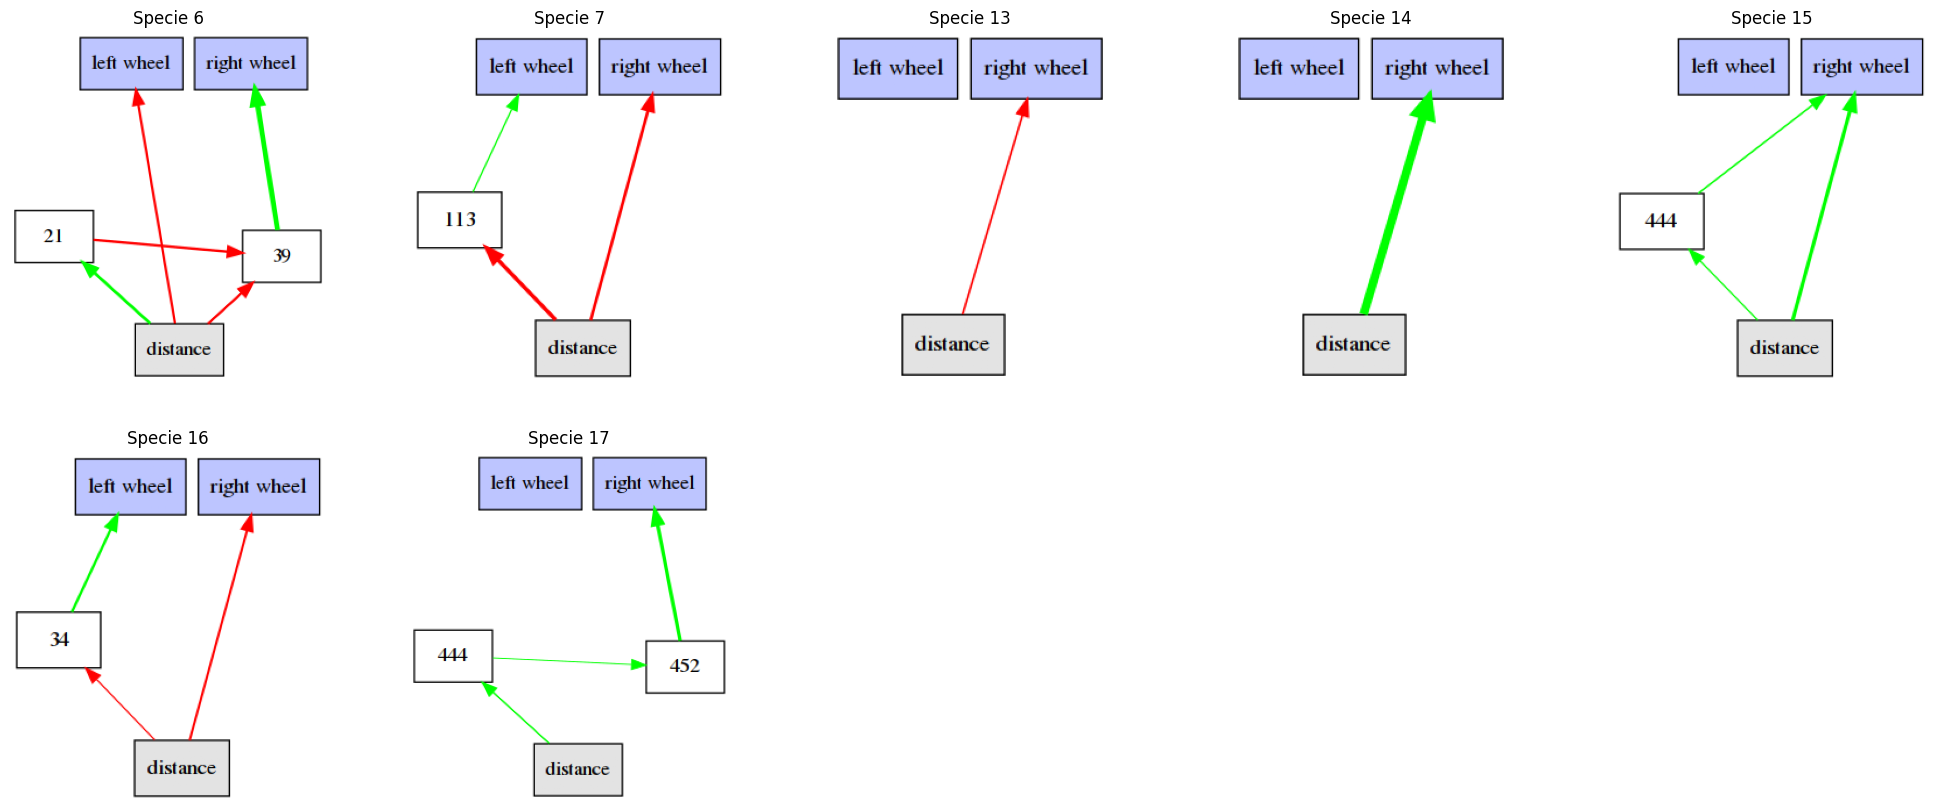 Specie 6
left wheel
right wheel
21
39
distance
Specie 7
left wheel
right wheel
113
distance
Specie 13
left wheel
right wheel
distance
Specie 14
left wheel
right wheel
distance
Specie 15
left wheel
right wheel
444
distance
Specie 16
left wheel
right wheel
34
distance
Specie 17
left wheel
right wheel
444
452
distance